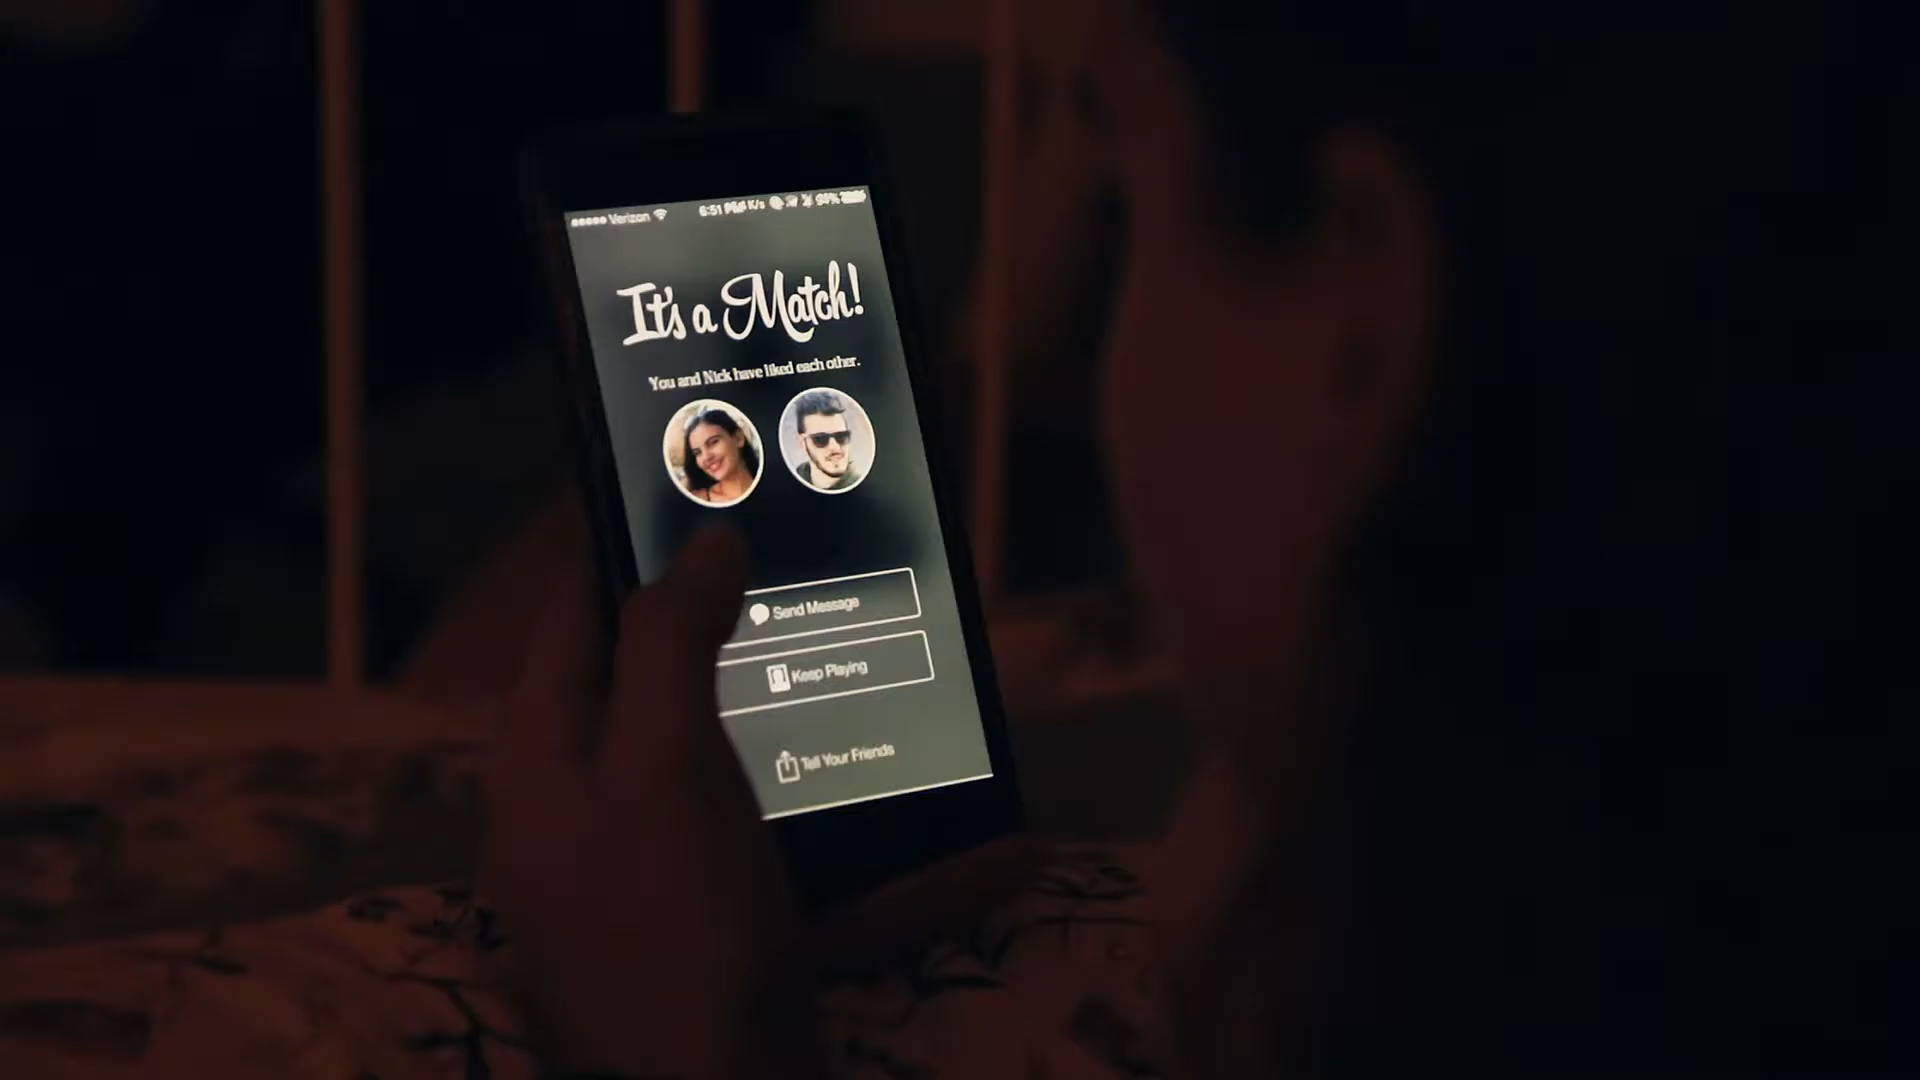 Verizon 6:51 PM K/s
It's a Match!
You and Nick have liked each other.
Send Message
Keep Playing
Tell Your Friends